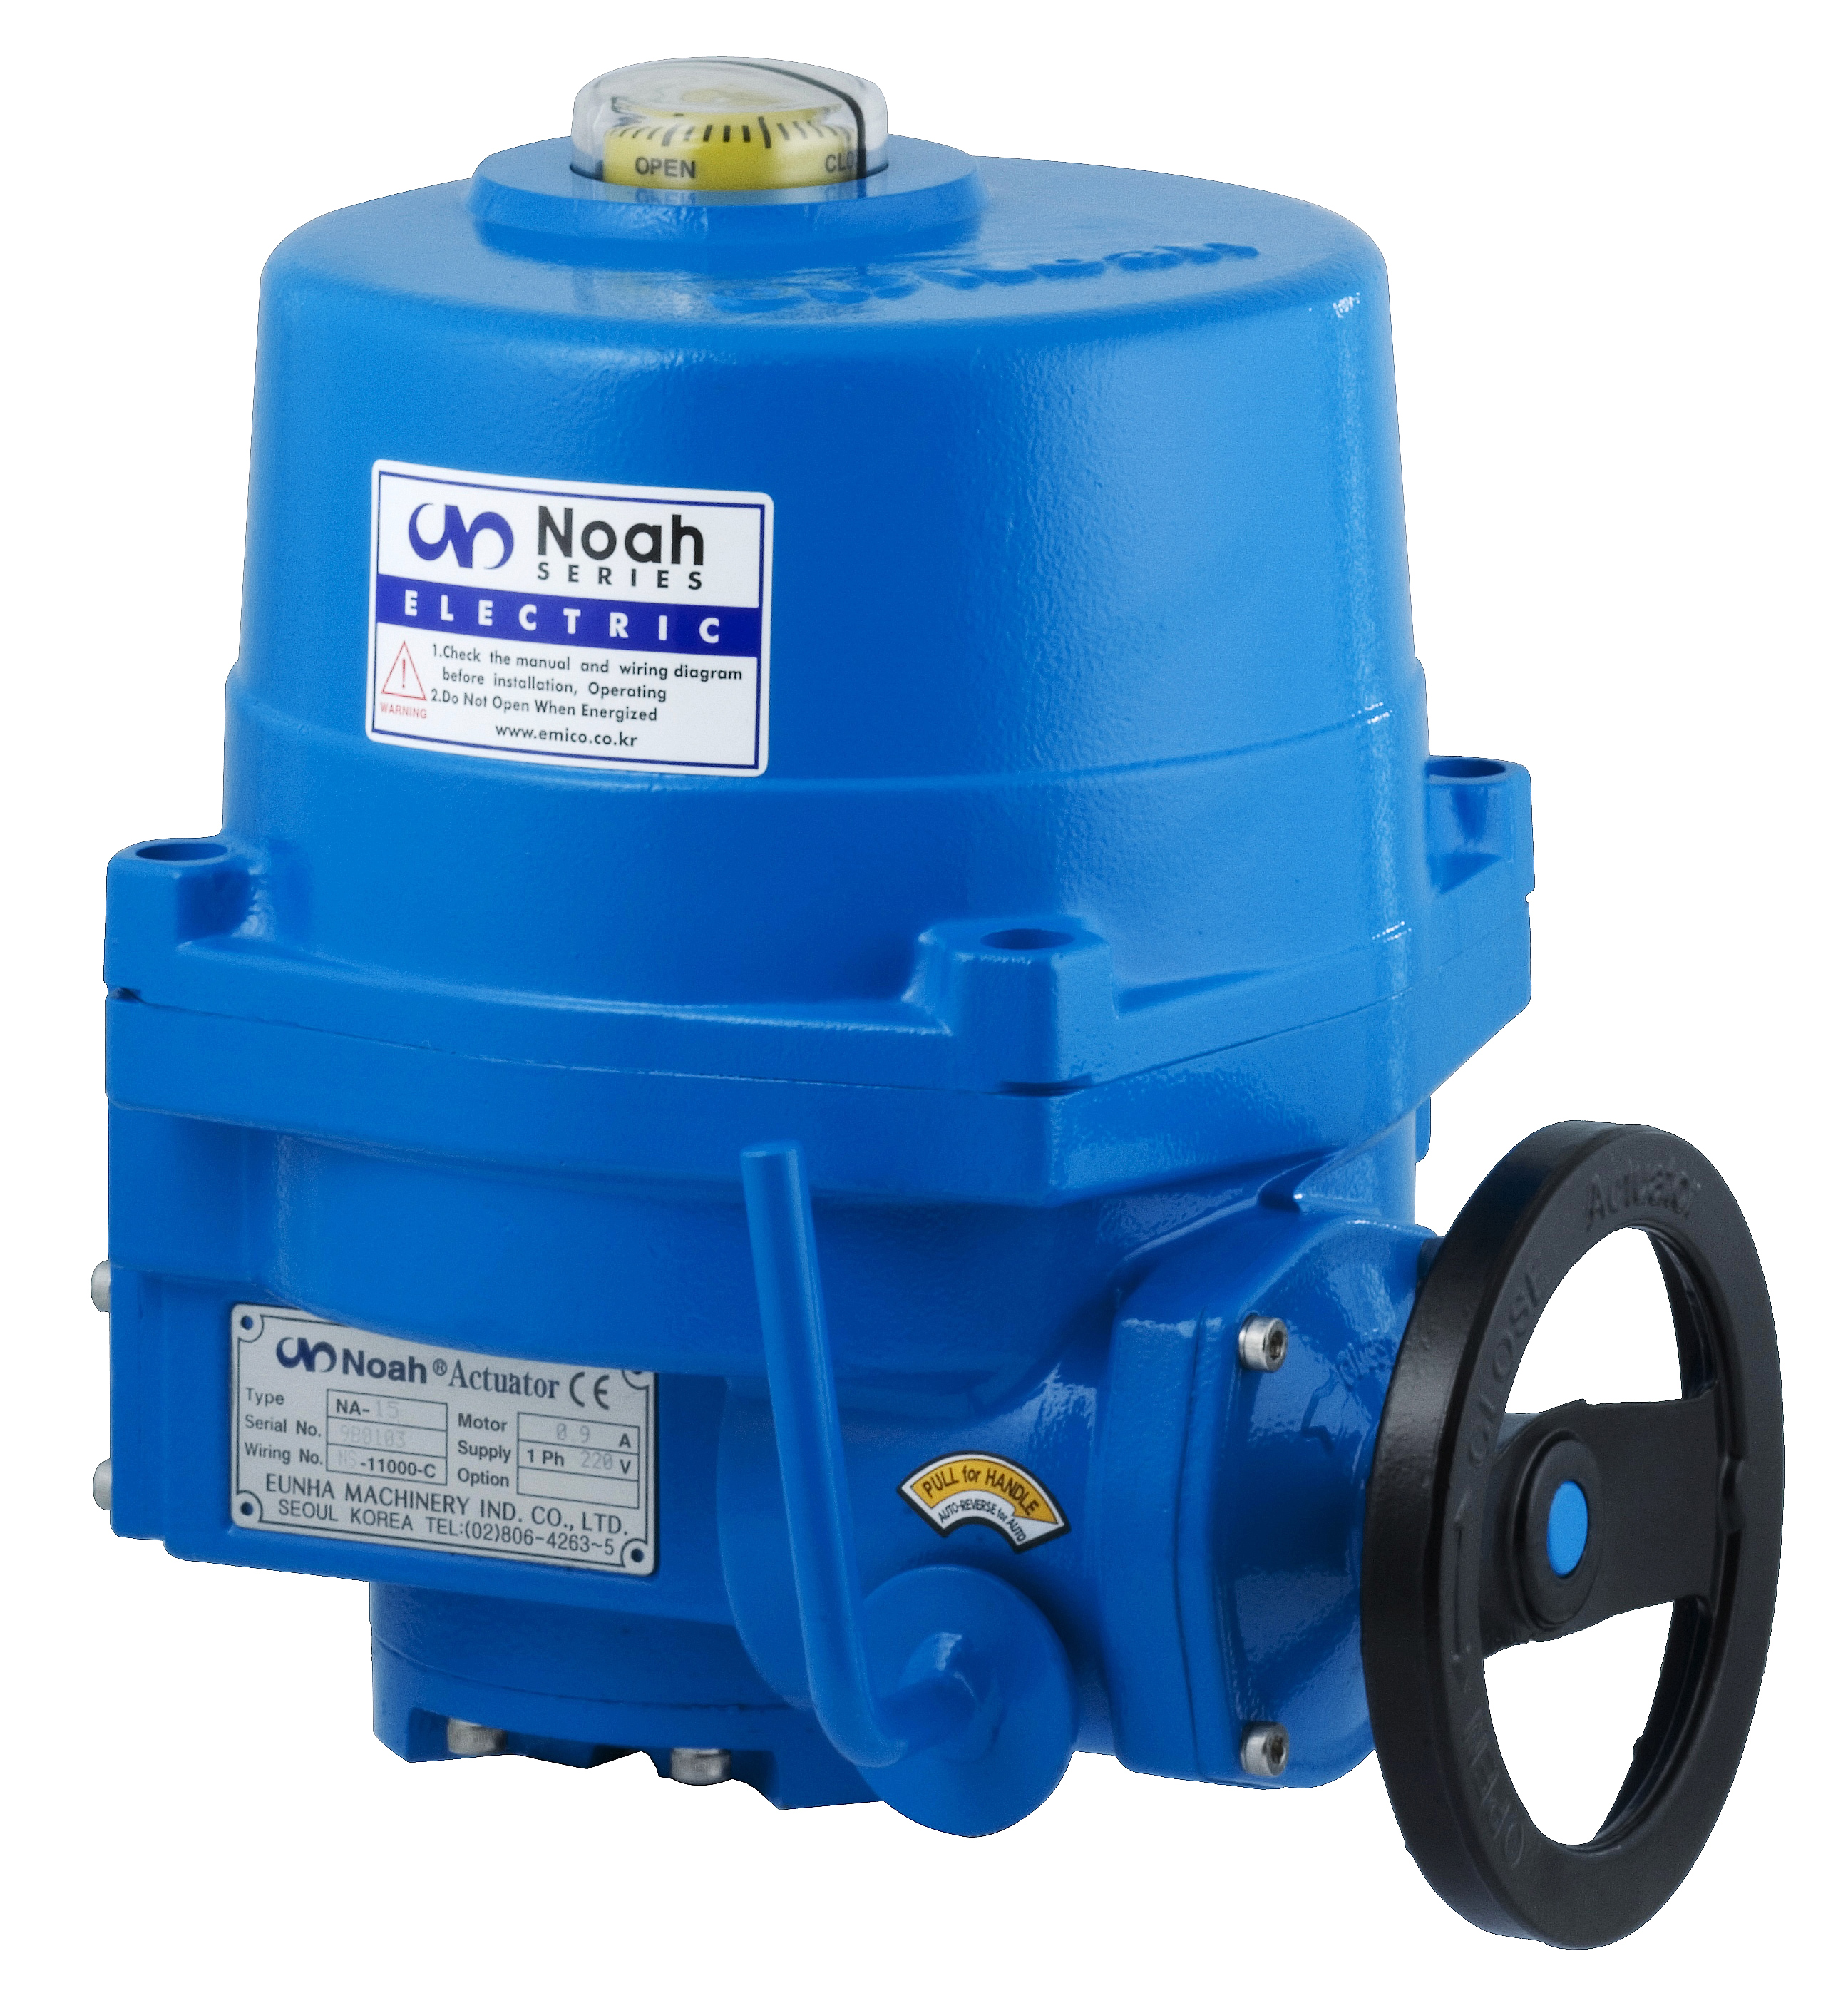 OPEN
CLO
Noah
SERIES
ELECTRIC
1.Check the manual and wiring diagram
before installation, Operating
2.Do Not Open When Energized
WARNING
www.emico.co.kr
Noah® Actuator CE
Type NA-15
Serial No. 980103
Wiring No. NS-11000-C
Motor 0.9 A
Supply 1 Ph 220 V
Option
EUNHA MACHINERY IND. CO., LTD.
SEOUL KOREA TEL:(02)806-4263~5
PULL for HANDLE
AUTO-REVERSE for AUTO
Actuator
CLOSE
OPEN